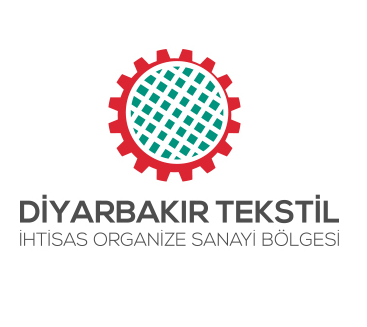 DİYARBAKIR TEKSTİL
İHTİSAS ORGANİZE SANAYİ BÖLGESİ